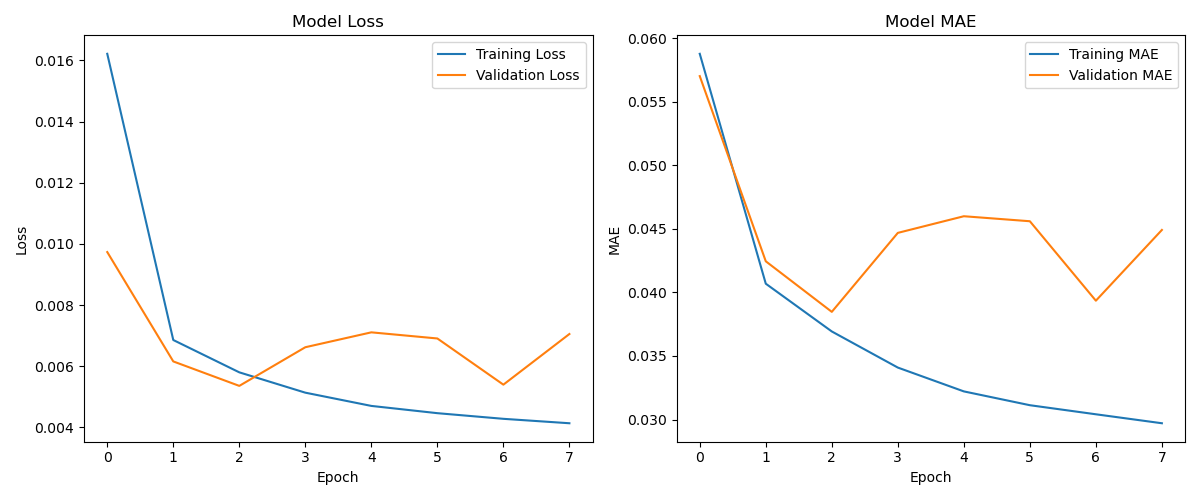 Model Loss
Training Loss
Validation Loss
0.016
0.014
0.012
0.010
0.008
0.006
0.004
Loss
0 1 2 3 4 5 6 7
Epoch
Model MAE
Training MAE
Validation MAE
0.060
0.055
0.050
0.045
0.040
0.035
0.030
MAE
0 1 2 3 4 5 6 7
Epoch